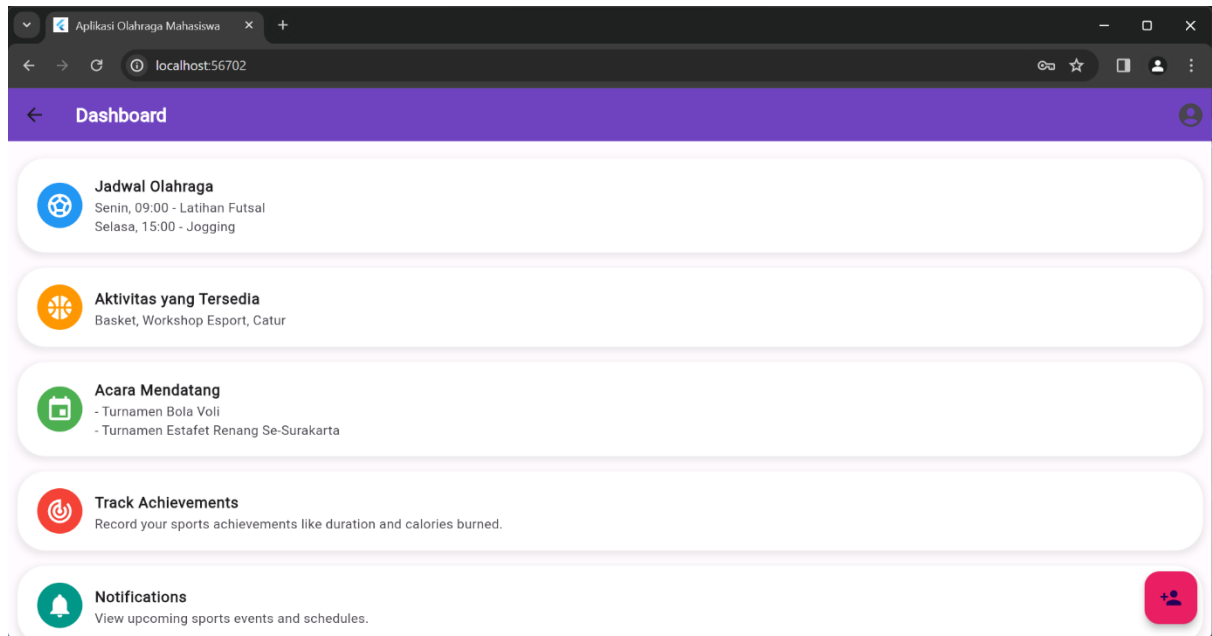 Aplikasi Olahraga Mahasiswa
localhost:56702
Dashboard
Jadwal Olahraga
Senin, 09:00 - Latihan Futsal
Selasa, 15:00 - Jogging
Aktivitas yang Tersedia
Basket, Workshop Esport, Catur
Acara Mendatang
- Turnamen Bola Voli
- Turnamen Estafet Renang Se-Surakarta
Track Achievements
Record your sports achievements like duration and calories burned.
Notifications
View upcoming sports events and schedules.